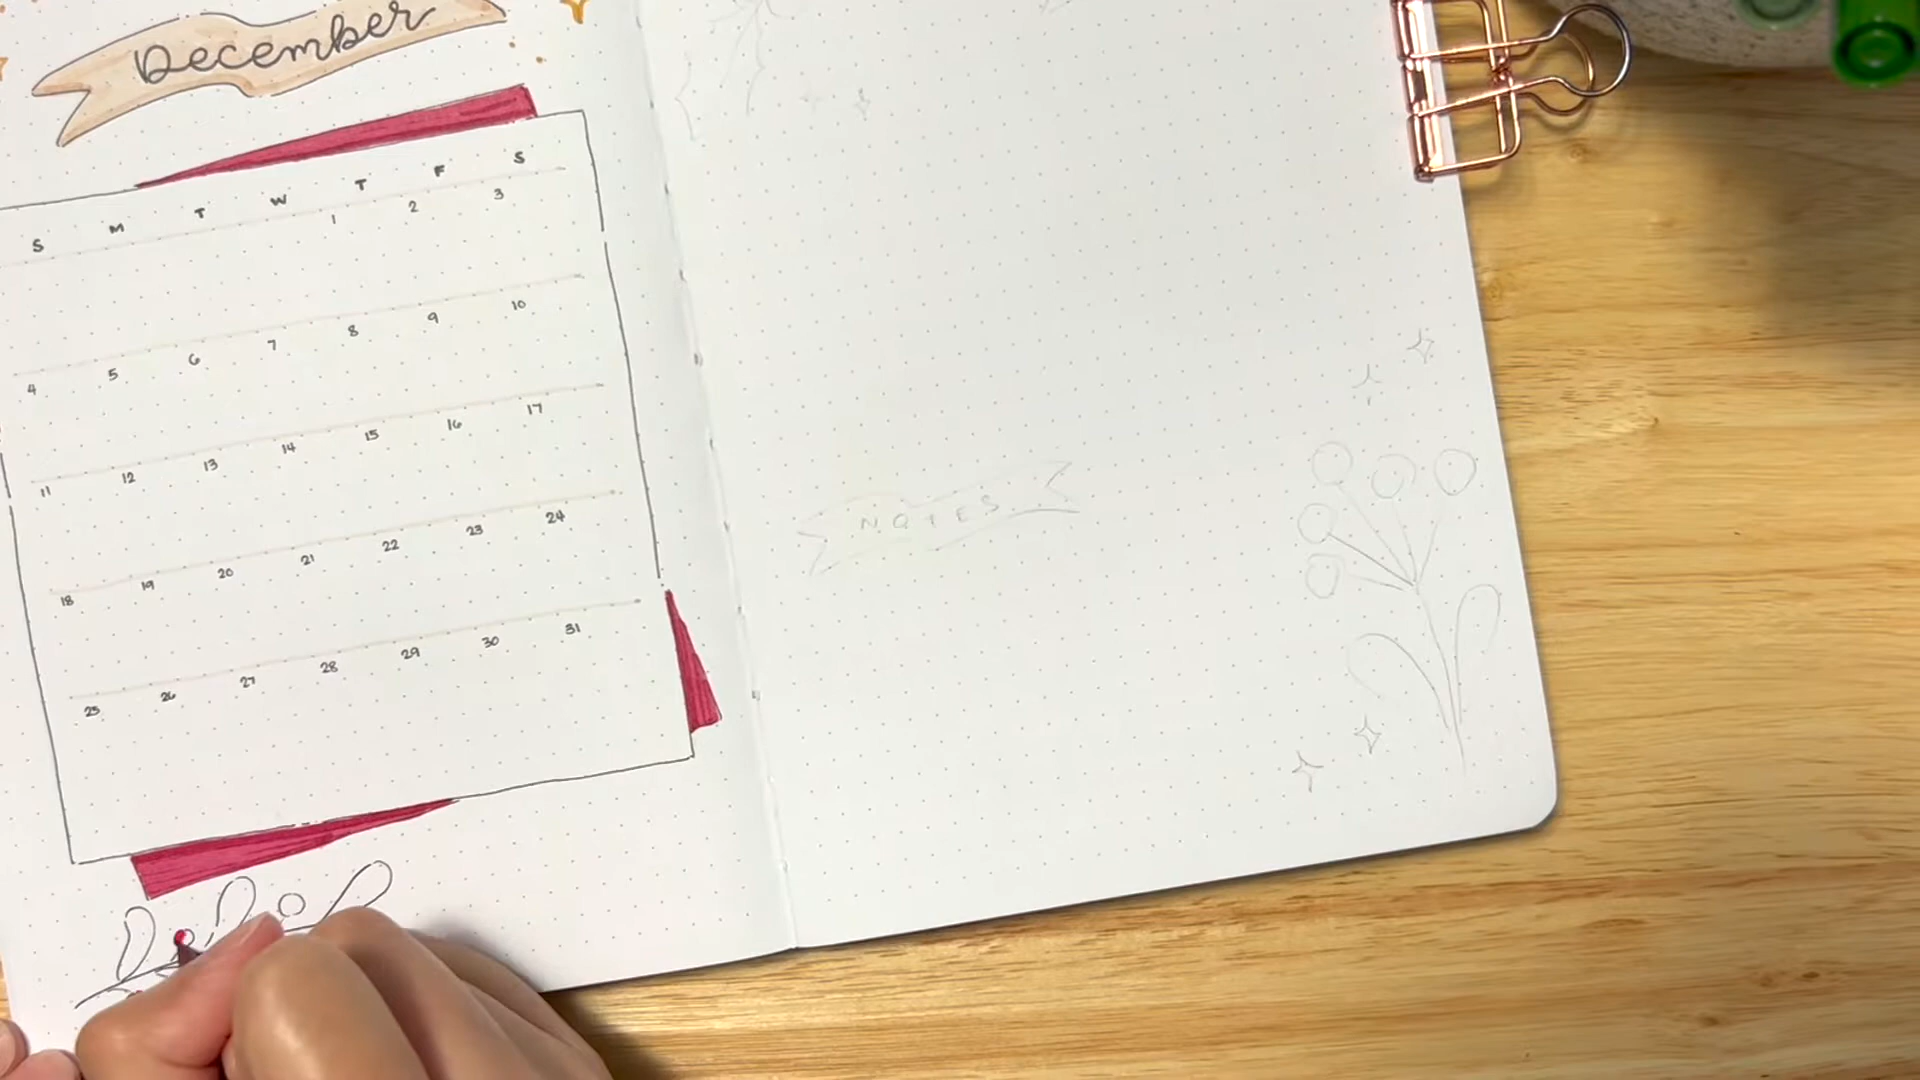 December
S M T W T F S
1 2 3
4 5 6 7 8 9 10
11 12 13 14 15 16 17
18 19 20 21 22 23 24
25 26 27 28 29 30 31
NOTES